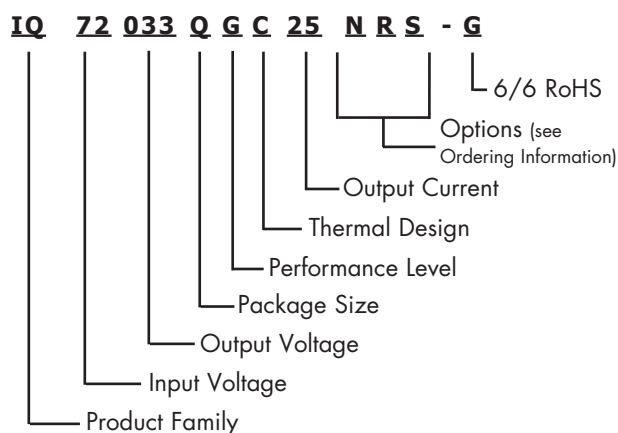 IQ 72 033 Q G C 25 N R S - G
6/6 RoHS
Options (see
Ordering Information)
Output Current
Thermal Design
Performance Level
Package Size
Output Voltage
Input Voltage
Product Family